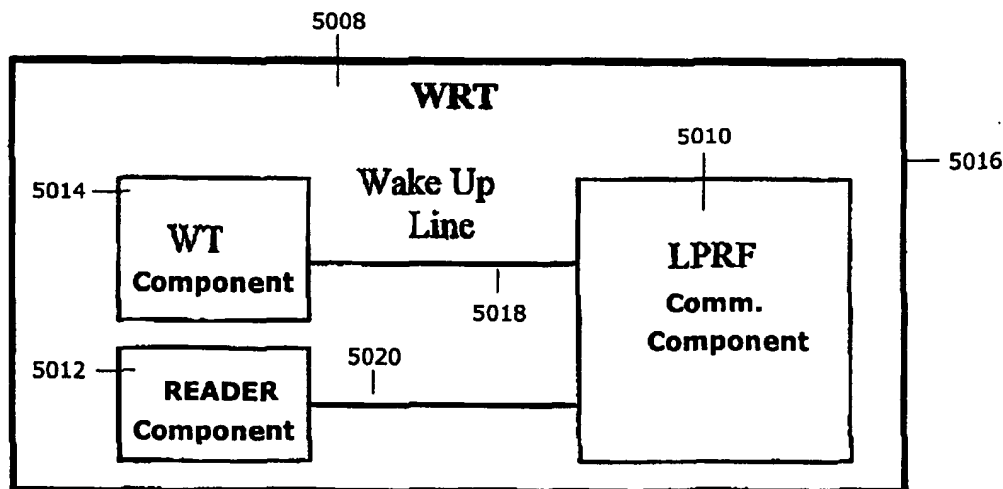 5008
WRT
5010
5016
5014
Wake Up
Line
WT
Component
LPRF
Comm.
Component
5018
5012
5020
READER
Component